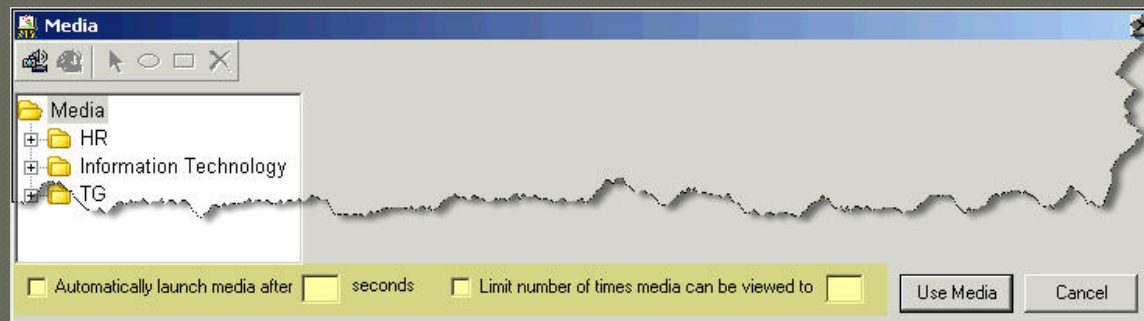 Media
Media
HR
Information Technology
TG
Automatically launch media after seconds Limit number of times media can be viewed to Use Media Cancel